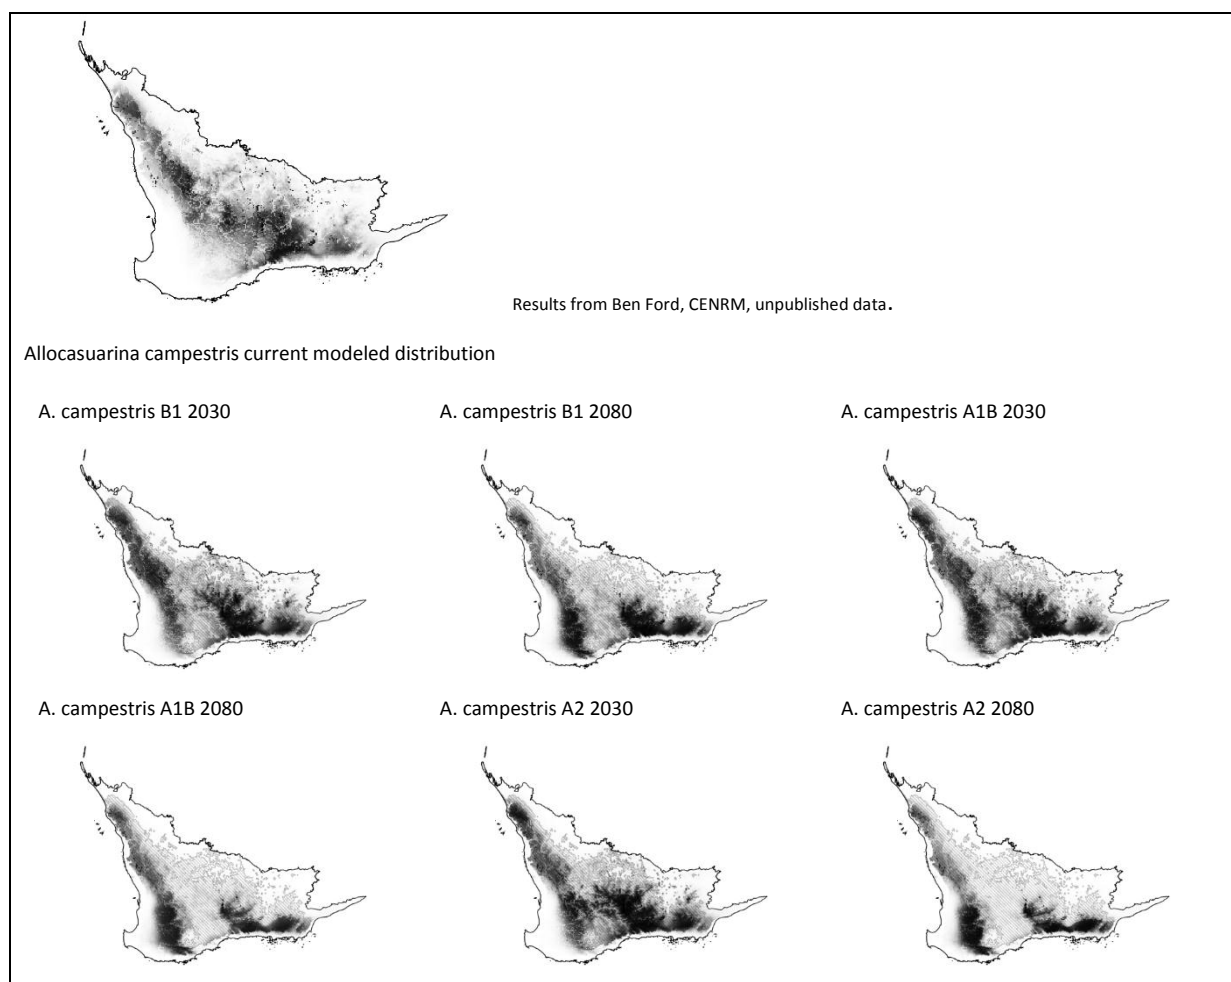 Results from Ben Ford, CENRM, unpublished data.
Allocasuarina campestris current modeled distribution
A. campestris B1 2030
A. campestris B1 2080
A. campestris A1B 2030
A. campestris A1B 2080
A. campestris A2 2030
A. campestris A2 2080